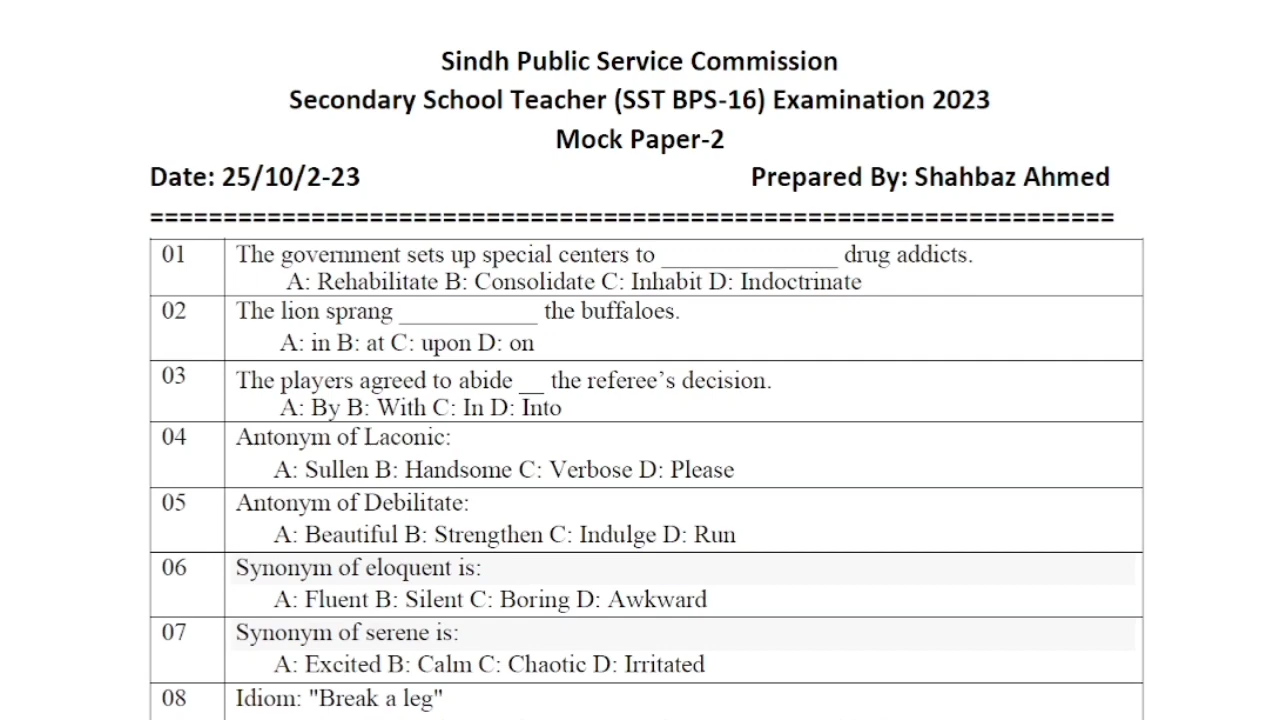 Sindh Public Service Commission
Secondary School Teacher (SST BPS-16) Examination 2023
Mock Paper-2
Date: 25/10/2-23 Prepared By: Shahbaz Ahmed
==================================================================
01 The government sets up special centers to ______________ drug addicts.
A: Rehabilitate B: Consolidate C: Inhabit D: Indoctrinate
02 The lion sprang ___________ the buffaloes.
A: in B: at C: upon D: on
03 The players agreed to abide __ the referee’s decision.
A: By B: With C: In D: Into
04 Antonym of Laconic:
A: Sullen B: Handsome C: Verbose D: Please
05 Antonym of Debilitate:
A: Beautiful B: Strengthen C: Indulge D: Run
06 Synonym of eloquent is:
A: Fluent B: Silent C: Boring D: Awkward
07 Synonym of serene is:
A: Excited B: Calm C: Chaotic D: Irritated
08 Idiom: "Break a leg"